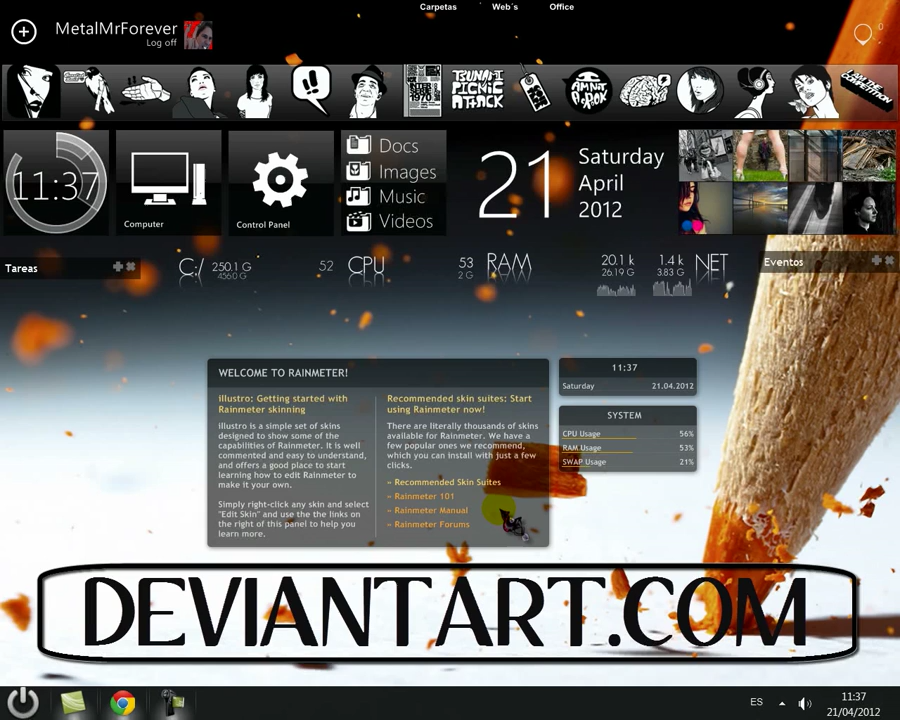 Carpetas Web´s Office
MetalMrForever
Log off
0
!!
TSUNAMI
PICNIC
ATTACK
I AM NOT
A ROBOT
I AM THE
COMPETITION
11:37
Computer
Control Panel
Docs
Images
Music
Videos
21
Saturday
April
2012
Tareas
C:/
250.1 G
456.0 G
52 CPU
53
2 G
RAM
20.1 k
26.19 G
1.4 k
3.83 G
NET
Eventos
WELCOME TO RAINMETER!
illustro: Getting started with
Rainmeter skinning
illustro is a simple set of skins
designed to show some of the
capabilities of Rainmeter. It is well
commented and easy to understand,
and offers a good place to start
learning how to edit Rainmeter to
make it your own.
Simply right-click any skin and select
"Edit Skin" and use the the links on
the right of this panel to help you
learn more.
Recommended skin suites: Start
using Rainmeter now!
There are literally thousands of skins
available for Rainmeter. We have a
few popular ones we recommend,
which you can install with just a few
clicks.
» Recommended Skin Suites
» Rainmeter 101
» Rainmeter Manual
» Rainmeter Forums
11:37
Saturday 21.04.2012
SYSTEM
CPU Usage 56%
RAM Usage 53%
SWAP Usage 21%
DEVIANTART.COM
ES
11:37
21/04/2012